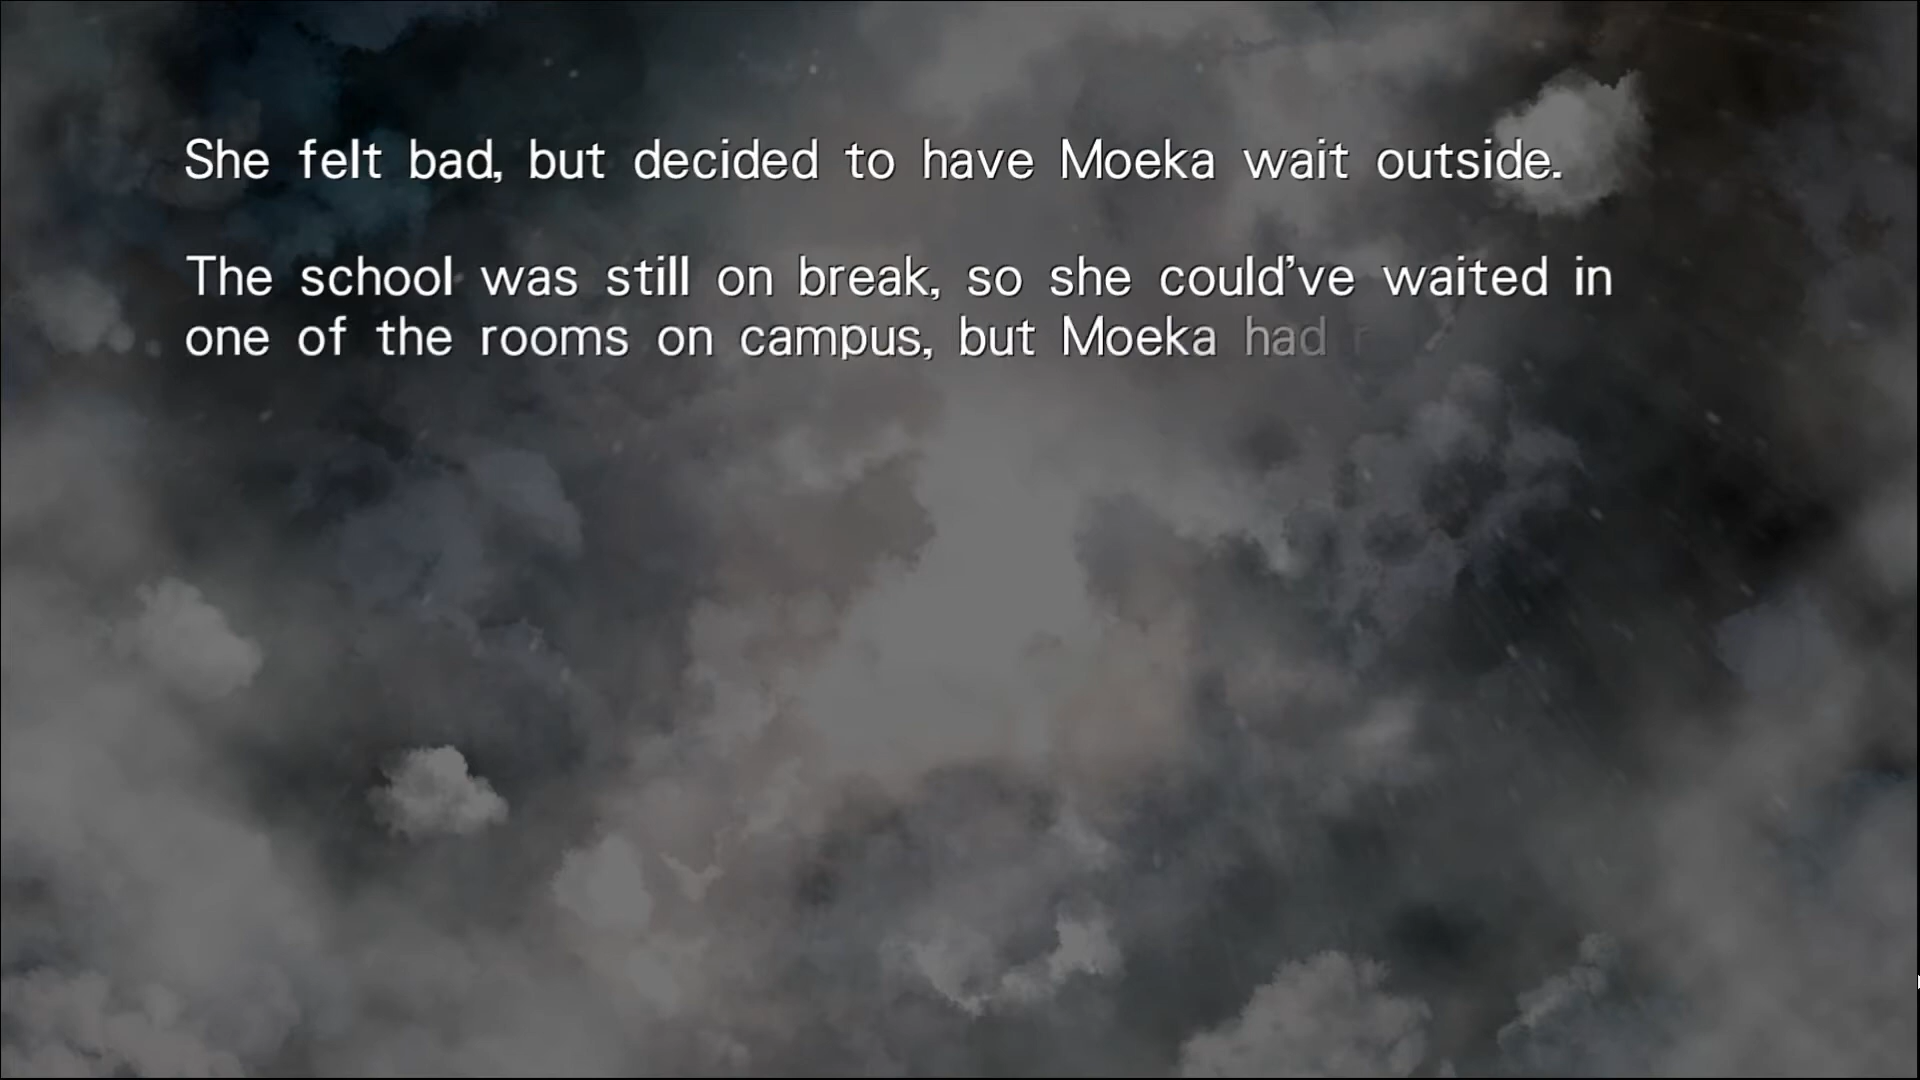 She felt bad, but decided to have Moeka wait outside.
The school was still on break, so she could've waited in
one of the rooms on campus, but Moeka had